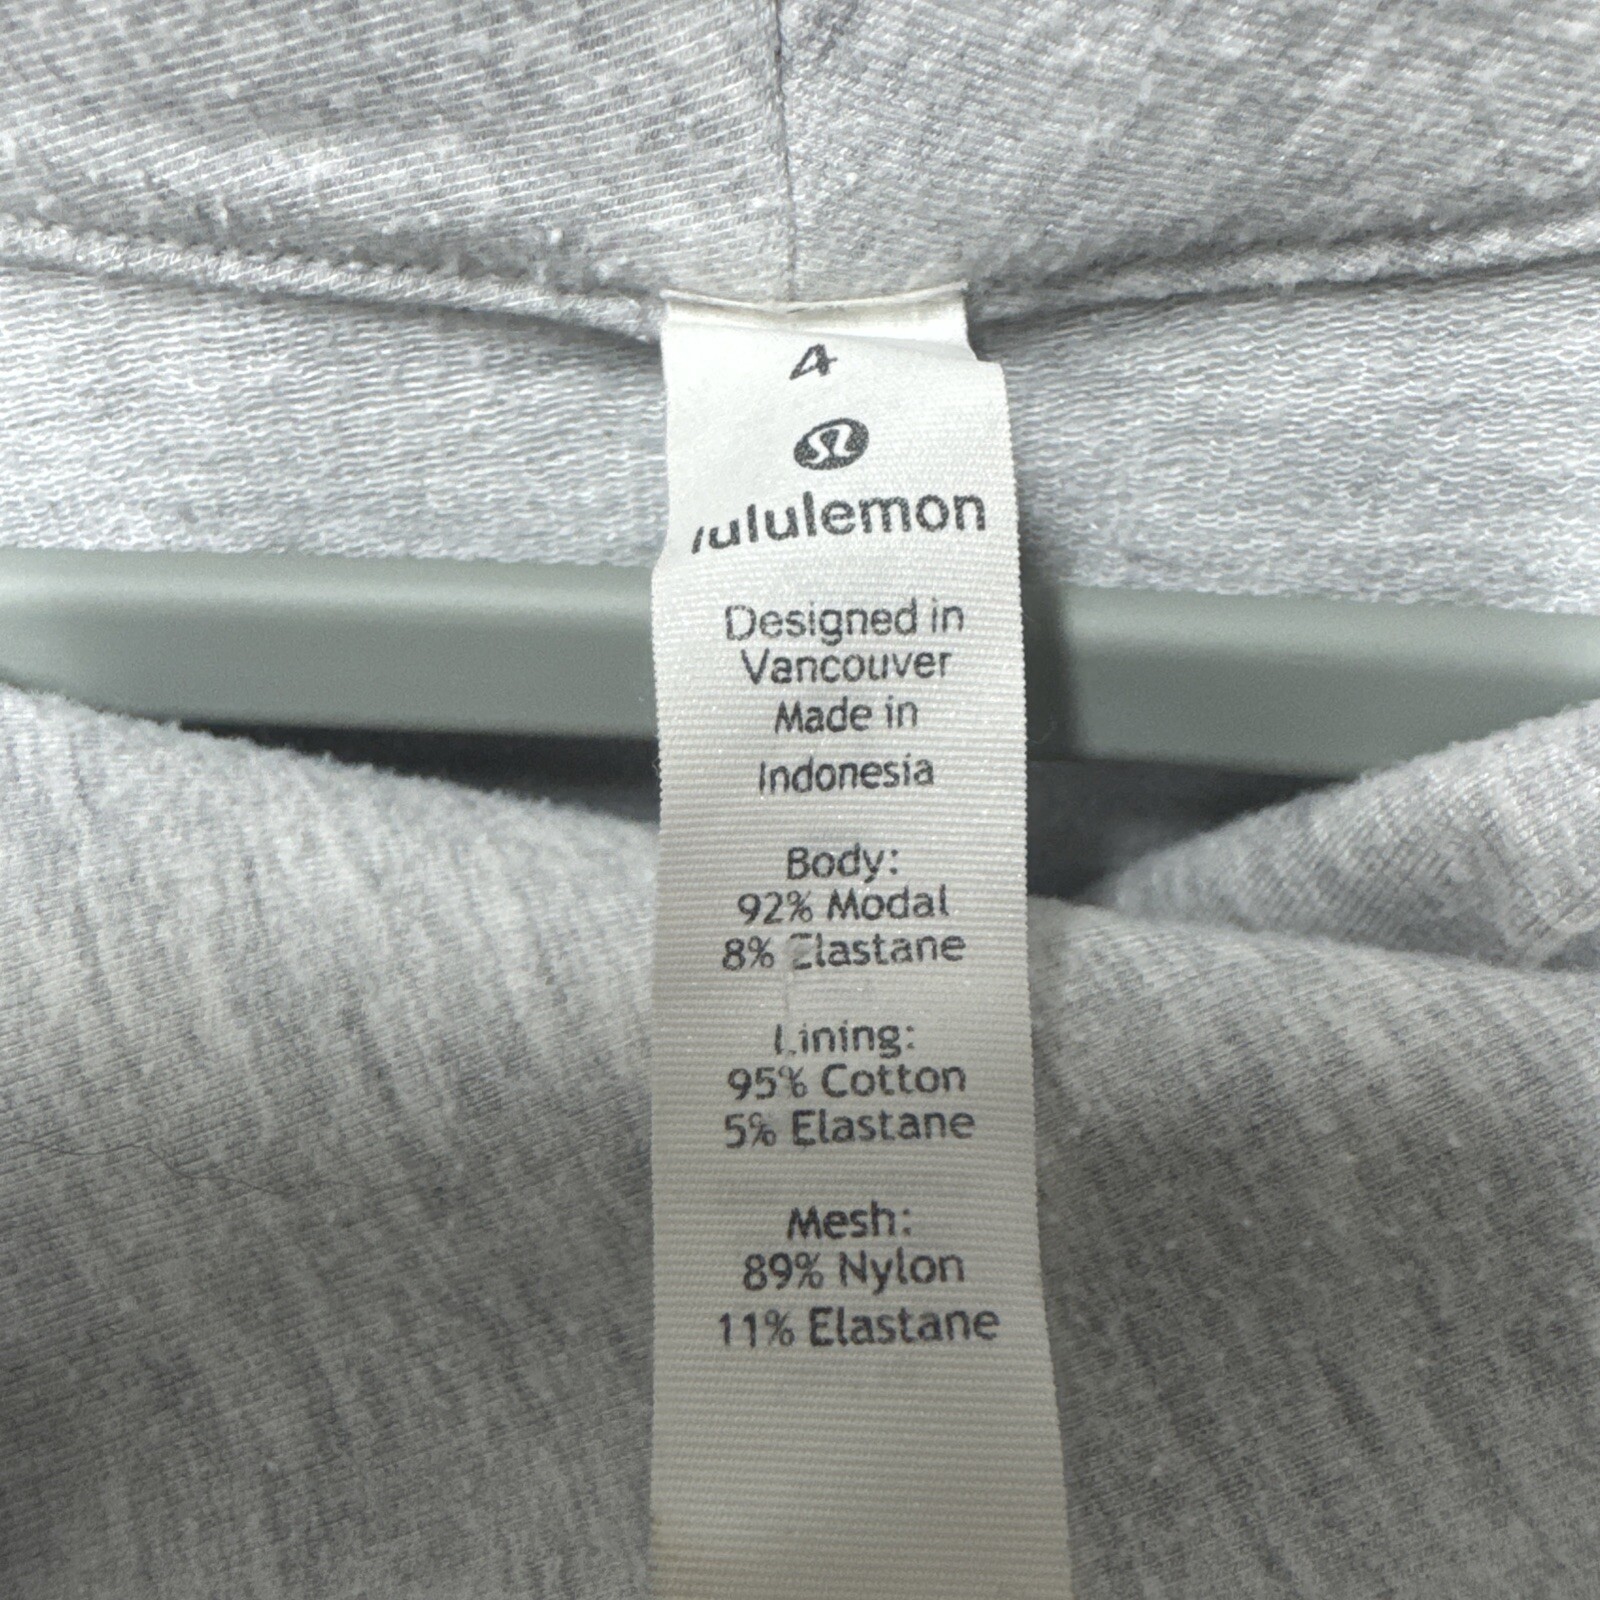 4
lululemon
Designed in
Vancouver
Made in
Indonesia
Body:
92% Modal
8% Elastane
Lining:
95% Cotton
5% Elastane
Mesh:
89% Nylon
11% Elastane